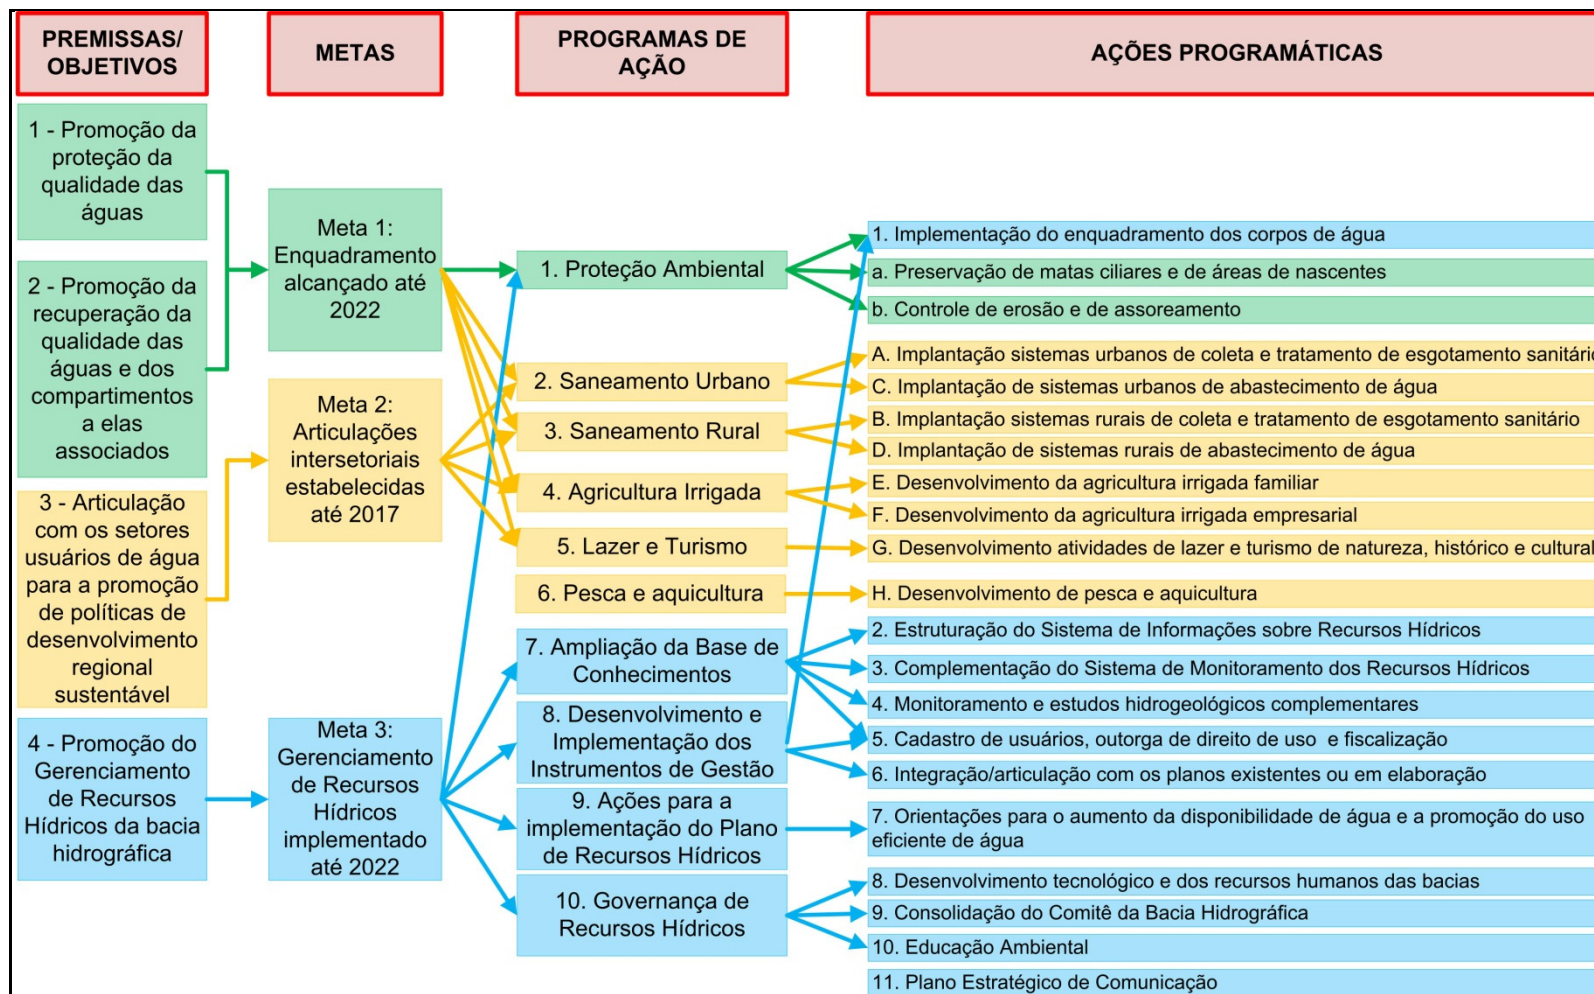 PREMISSAS/
OBJETIVOS
METAS
PROGRAMAS DE
AÇÃO
AÇÕES PROGRAMÁTICAS
1 - Promoção da
proteção da
qualidade das
águas
2 - Promoção da
recuperação da
qualidade das
águas e dos
compartimentos
a elas
associados
3 - Articulação
com os setores
usuários de água
para a promoção
de políticas de
desenvolvimento
regional
sustentável
4 - Promoção do
Gerenciamento
de Recursos
Hídricos da bacia
hidrográfica
Meta 1:
Enquadramento
alcançado até
2022
Meta 2:
Articulações
intersetoriais
estabelecidas
até 2017
Meta 3:
Gerenciamento
de Recursos
Hídricos
implementado
até 2022
1. Proteção Ambiental
2. Saneamento Urbano
3. Saneamento Rural
4. Agricultura Irrigada
5. Lazer e Turismo
6. Pesca e aquicultura
7. Ampliação da Base de
Conhecimentos
8. Desenvolvimento e
Implementação dos
Instrumentos de Gestão
9. Ações para a
implementação do Plano
de Recursos Hídricos
10. Governança de
Recursos Hídricos
1. Implementação do enquadramento dos corpos de água
a. Preservação de matas ciliares e de áreas de nascentes
b. Controle de erosão e de assoreamento
A. Implantação sistemas urbanos de coleta e tratamento de esgotamento sanitário
C. Implantação de sistemas urbanos de abastecimento de água
B. Implantação sistemas rurais de coleta e tratamento de esgotamento sanitário
D. Implantação de sistemas rurais de abastecimento de água
E. Desenvolvimento da agricultura irrigada familiar
F. Desenvolvimento da agricultura irrigada empresarial
G. Desenvolvimento atividades de lazer e turismo de natureza, histórico e cultural
H. Desenvolvimento de pesca e aquicultura
2. Estruturação do Sistema de Informações sobre Recursos Hídricos
3. Complementação do Sistema de Monitoramento dos Recursos Hídricos
4. Monitoramento e estudos hidrogeológicos complementares
5. Cadastro de usuários, outorga de direito de uso e fiscalização
6. Integração/articulação com os planos existentes ou em elaboração
7. Orientações para o aumento da disponibilidade de água e a promoção do uso
eficiente de água
8. Desenvolvimento tecnológico e dos recursos humanos das bacias
9. Consolidação do Comitê da Bacia Hidrográfica
10. Educação Ambiental
11. Plano Estratégico de Comunicação